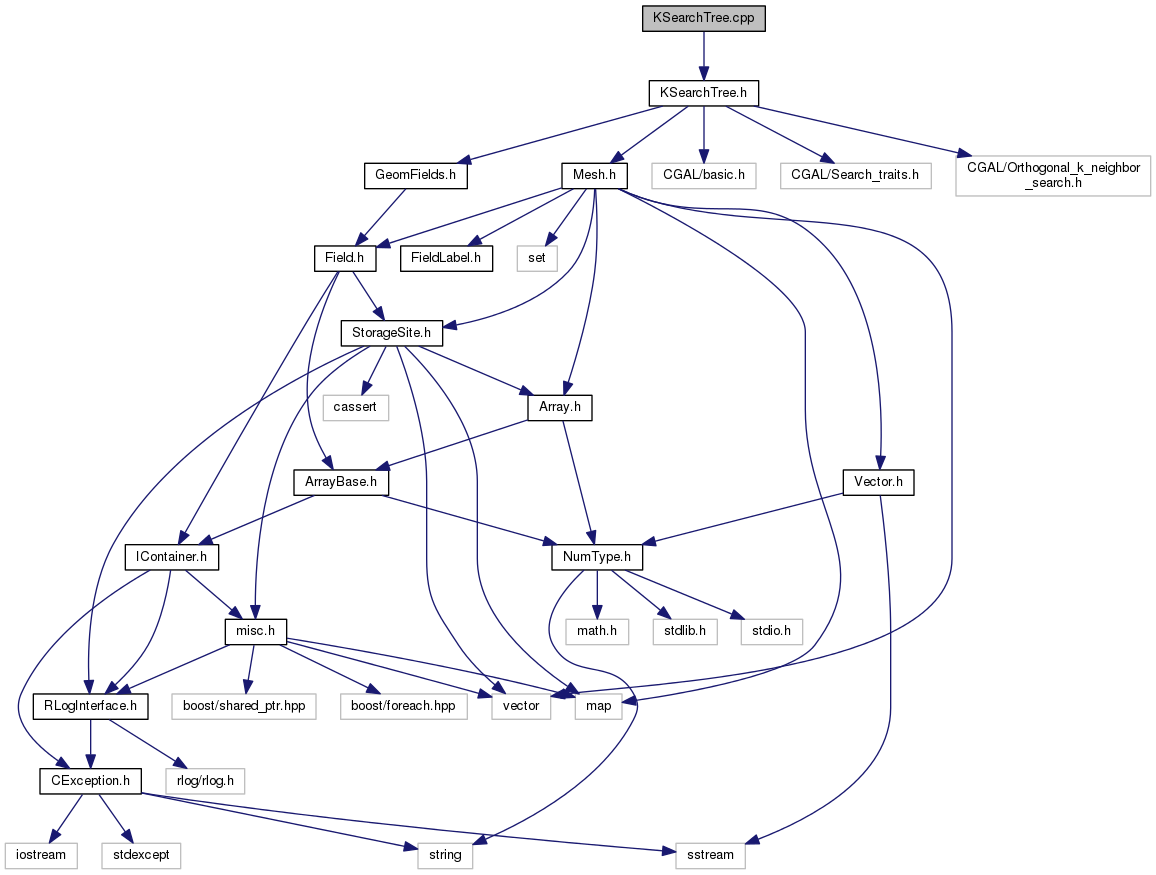 KSearchTree.cpp
KSearchTree.h
GeomFields.h
Mesh.h
CGAL/basic.h
CGAL/Search_traits.h
CGAL/Orthogonal_k_neighbor
_search.h
Field.h
FieldLabel.h
set
StorageSite.h
cassert
Array.h
ArrayBase.h
Vector.h
IContainer.h
NumType.h
misc.h
math.h
stdlib.h
stdio.h
RLogInterface.h
boost/shared_ptr.hpp
boost/foreach.hpp
vector
map
CException.h
rlog/rlog.h
iostream
stdexcept
string
sstream